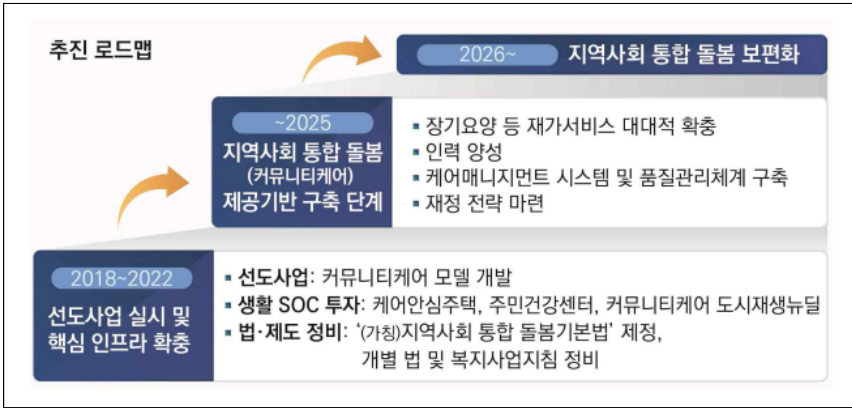 추진 로드맵
2026~ 지역사회 통합 돌봄 보편화
~2025
지역사회 통합 돌봄
(커뮤니티케어)
제공기반 구축 단계
▪ 장기요양 등 재가서비스 대대적 확충
▪ 인력 양성
▪ 케어매니지먼트 시스템 및 품질관리체계 구축
▪ 재정 전략 마련
2018~2022
선도사업 실시 및
핵심 인프라 확충
▪ 선도사업: 커뮤니티케어 모델 개발
▪ 생활 SOC 투자: 케어안심주택, 주민건강센터, 커뮤니티케어 도시재생뉴딜
▪ 법·제도 정비: ‘(가칭)지역사회 통합 돌봄기본법’ 제정,
개별 법 및 복지사업지침 정비